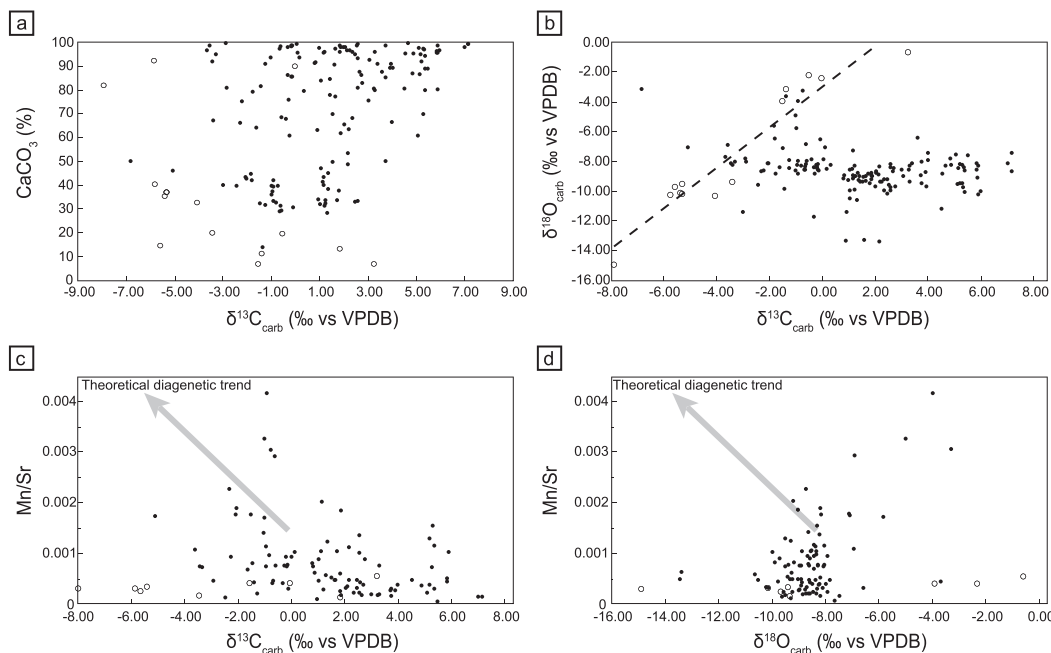 a
CaCO3 (%)
100
90
80
70
60
50
40
30
20
10
0
-9.00 -7.00 -5.00 -3.00 -1.00 1.00 3.00 5.00 7.00 9.00
δ13Ccarb (‰ vs VPDB)
b
δ18Ocarb (‰ vs VPDB)
0.00
-2.00
-4.00
-6.00
-8.00
-10.00
-12.00
-14.00
-16.00
-8.00 -6.00 -4.00 -2.00 0.00 2.00 4.00 6.00 8.00
δ13Ccarb (‰ vs VPDB)
c
Theoretical diagenetic trend
Mn/Sr
0.004
0.003
0.002
0.001
0
-8.00 -6.00 -4.00 -2.00 0.00 2.00 4.00 6.00 8.00
δ13Ccarb (‰ vs VPDB)
d
Theoretical diagenetic trend
Mn/Sr
0.004
0.003
0.002
0.001
0
-16.00 -14.00 -12.00 -10.00 -8.00 -6.00 -4.00 -2.00 0.00
δ18Ocarb (‰ vs VPDB)